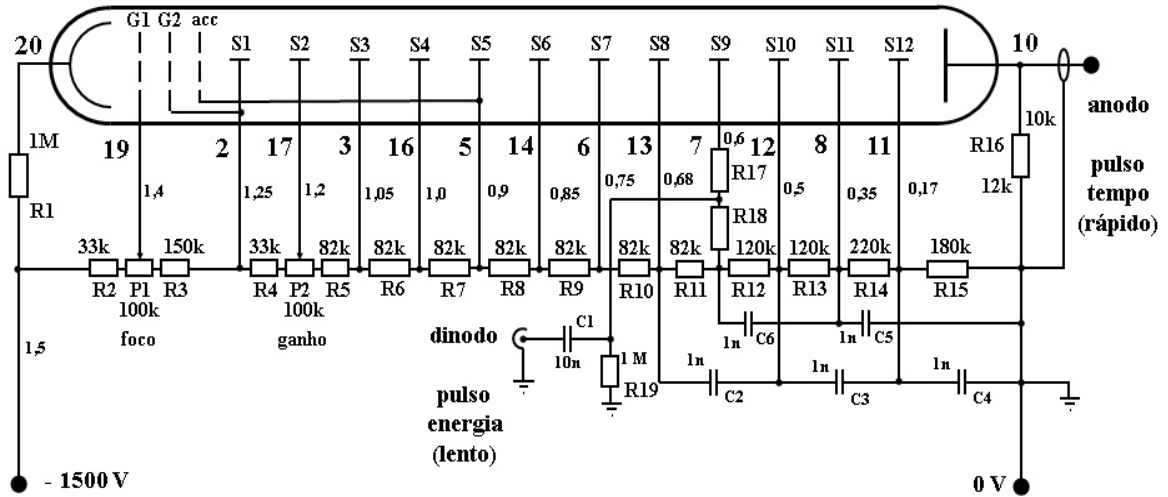 G1 G2 acc
20
S1 S2 S3 S4 S5 S6 S7 S8 S9 S10 S11 S12
10
anodo
pulso
tempo
(rápido)
1M
R1
19 2 17 3 16 5 14 6 13 7 12 8 11
0,6
10k
R16
12k
R17
R18
1,4 1,25 1,2 1,05 1,0 0,9 0,85 0,75 0,68 0,5 0,35 0,17
33k 150k 33k 82k 82k 82k 82k 82k 82k 82k 120k 120k 220k 180k
R2 P1 R3 R4 P2 R5 R6 R7 R8 R9 R10 R11 R12 R13 R14 R15
100k 100k
foco ganho
1,5
dinodo
C1
10n
1 M
R19
pulso
energia
(lento)
1n C6 1n C5
1n 1n 1n
C2 C3 C4
- 1500 V
0 V